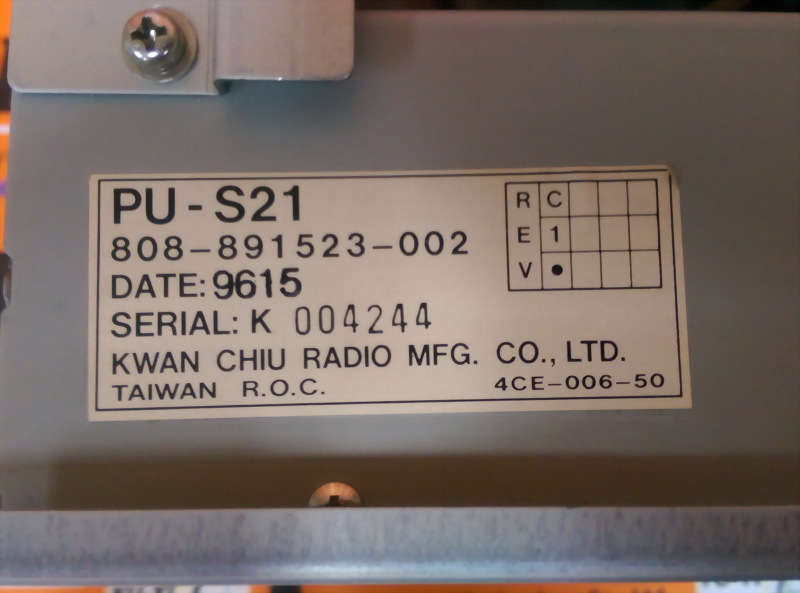 PU-S21
808-891523-002
DATE: 9615
SERIAL: K 004244
KWAN CHIU RADIO MFG. CO., LTD.
TAIWAN R.O.C. 4CE-006-50
R C
E 1
V •